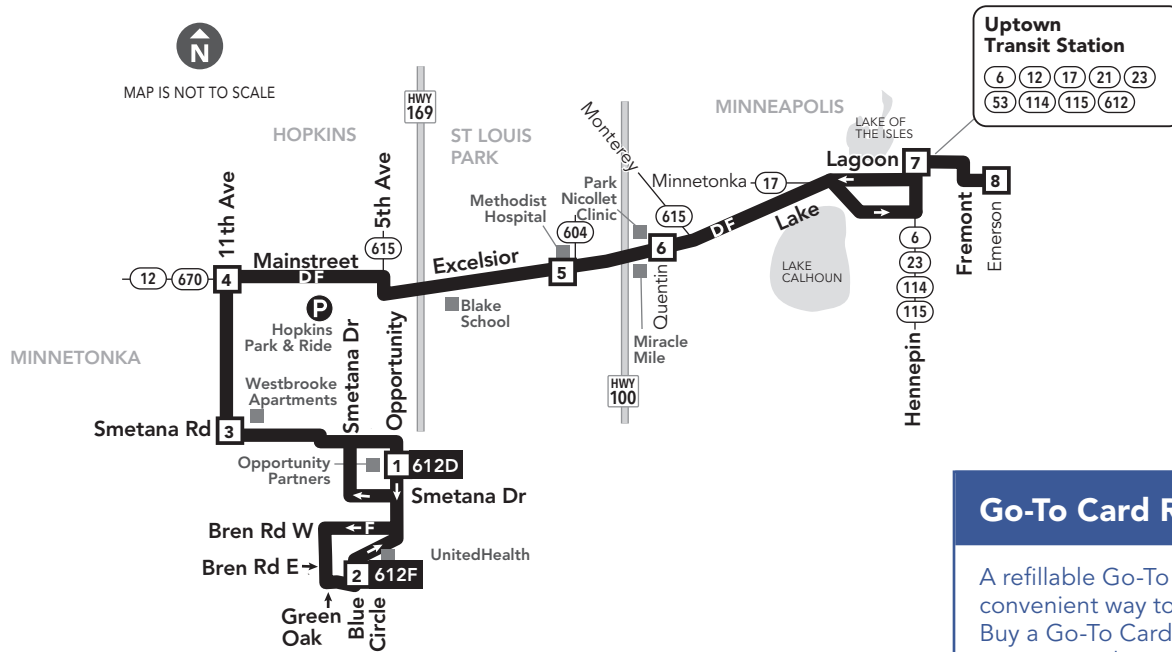 N
MAP IS NOT TO SCALE
Uptown
Transit Station
6 12 17 21 23
53 114 115 612
HWY
169
HOPKINS
ST LOUIS
PARK
MINNEAPOLIS
LAKE OF
THE ISLES
Monterey
Lagoon
7
8
Minnetonka 17
11th Ave
5th Ave
Methodist
Hospital
Park
Nicollet
Clinic
615
604
615
DF
Lake
6
Fremont
Emerson
12 670 4
Mainstreet
DF
Excelsior
5
6
Quentin
LAKE
CALHOUN
23
114
115
Hennepin
P
Hopkins
Park & Ride
Smetana Dr
Opportunity
Blake
School
Miracle
Mile
HWY
100
MINNETONKA
Westbrooke
Apartments
Smetana Rd 3
Opportunity
Partners
1 612D
Smetana Dr
Bren Rd W
F
UnitedHealth
Bren Rd E
2 612F
Green
Oak
Blue
Circle
Go-To Card R
A refillable Go-To
convenient way to
Buy a Go-To Card